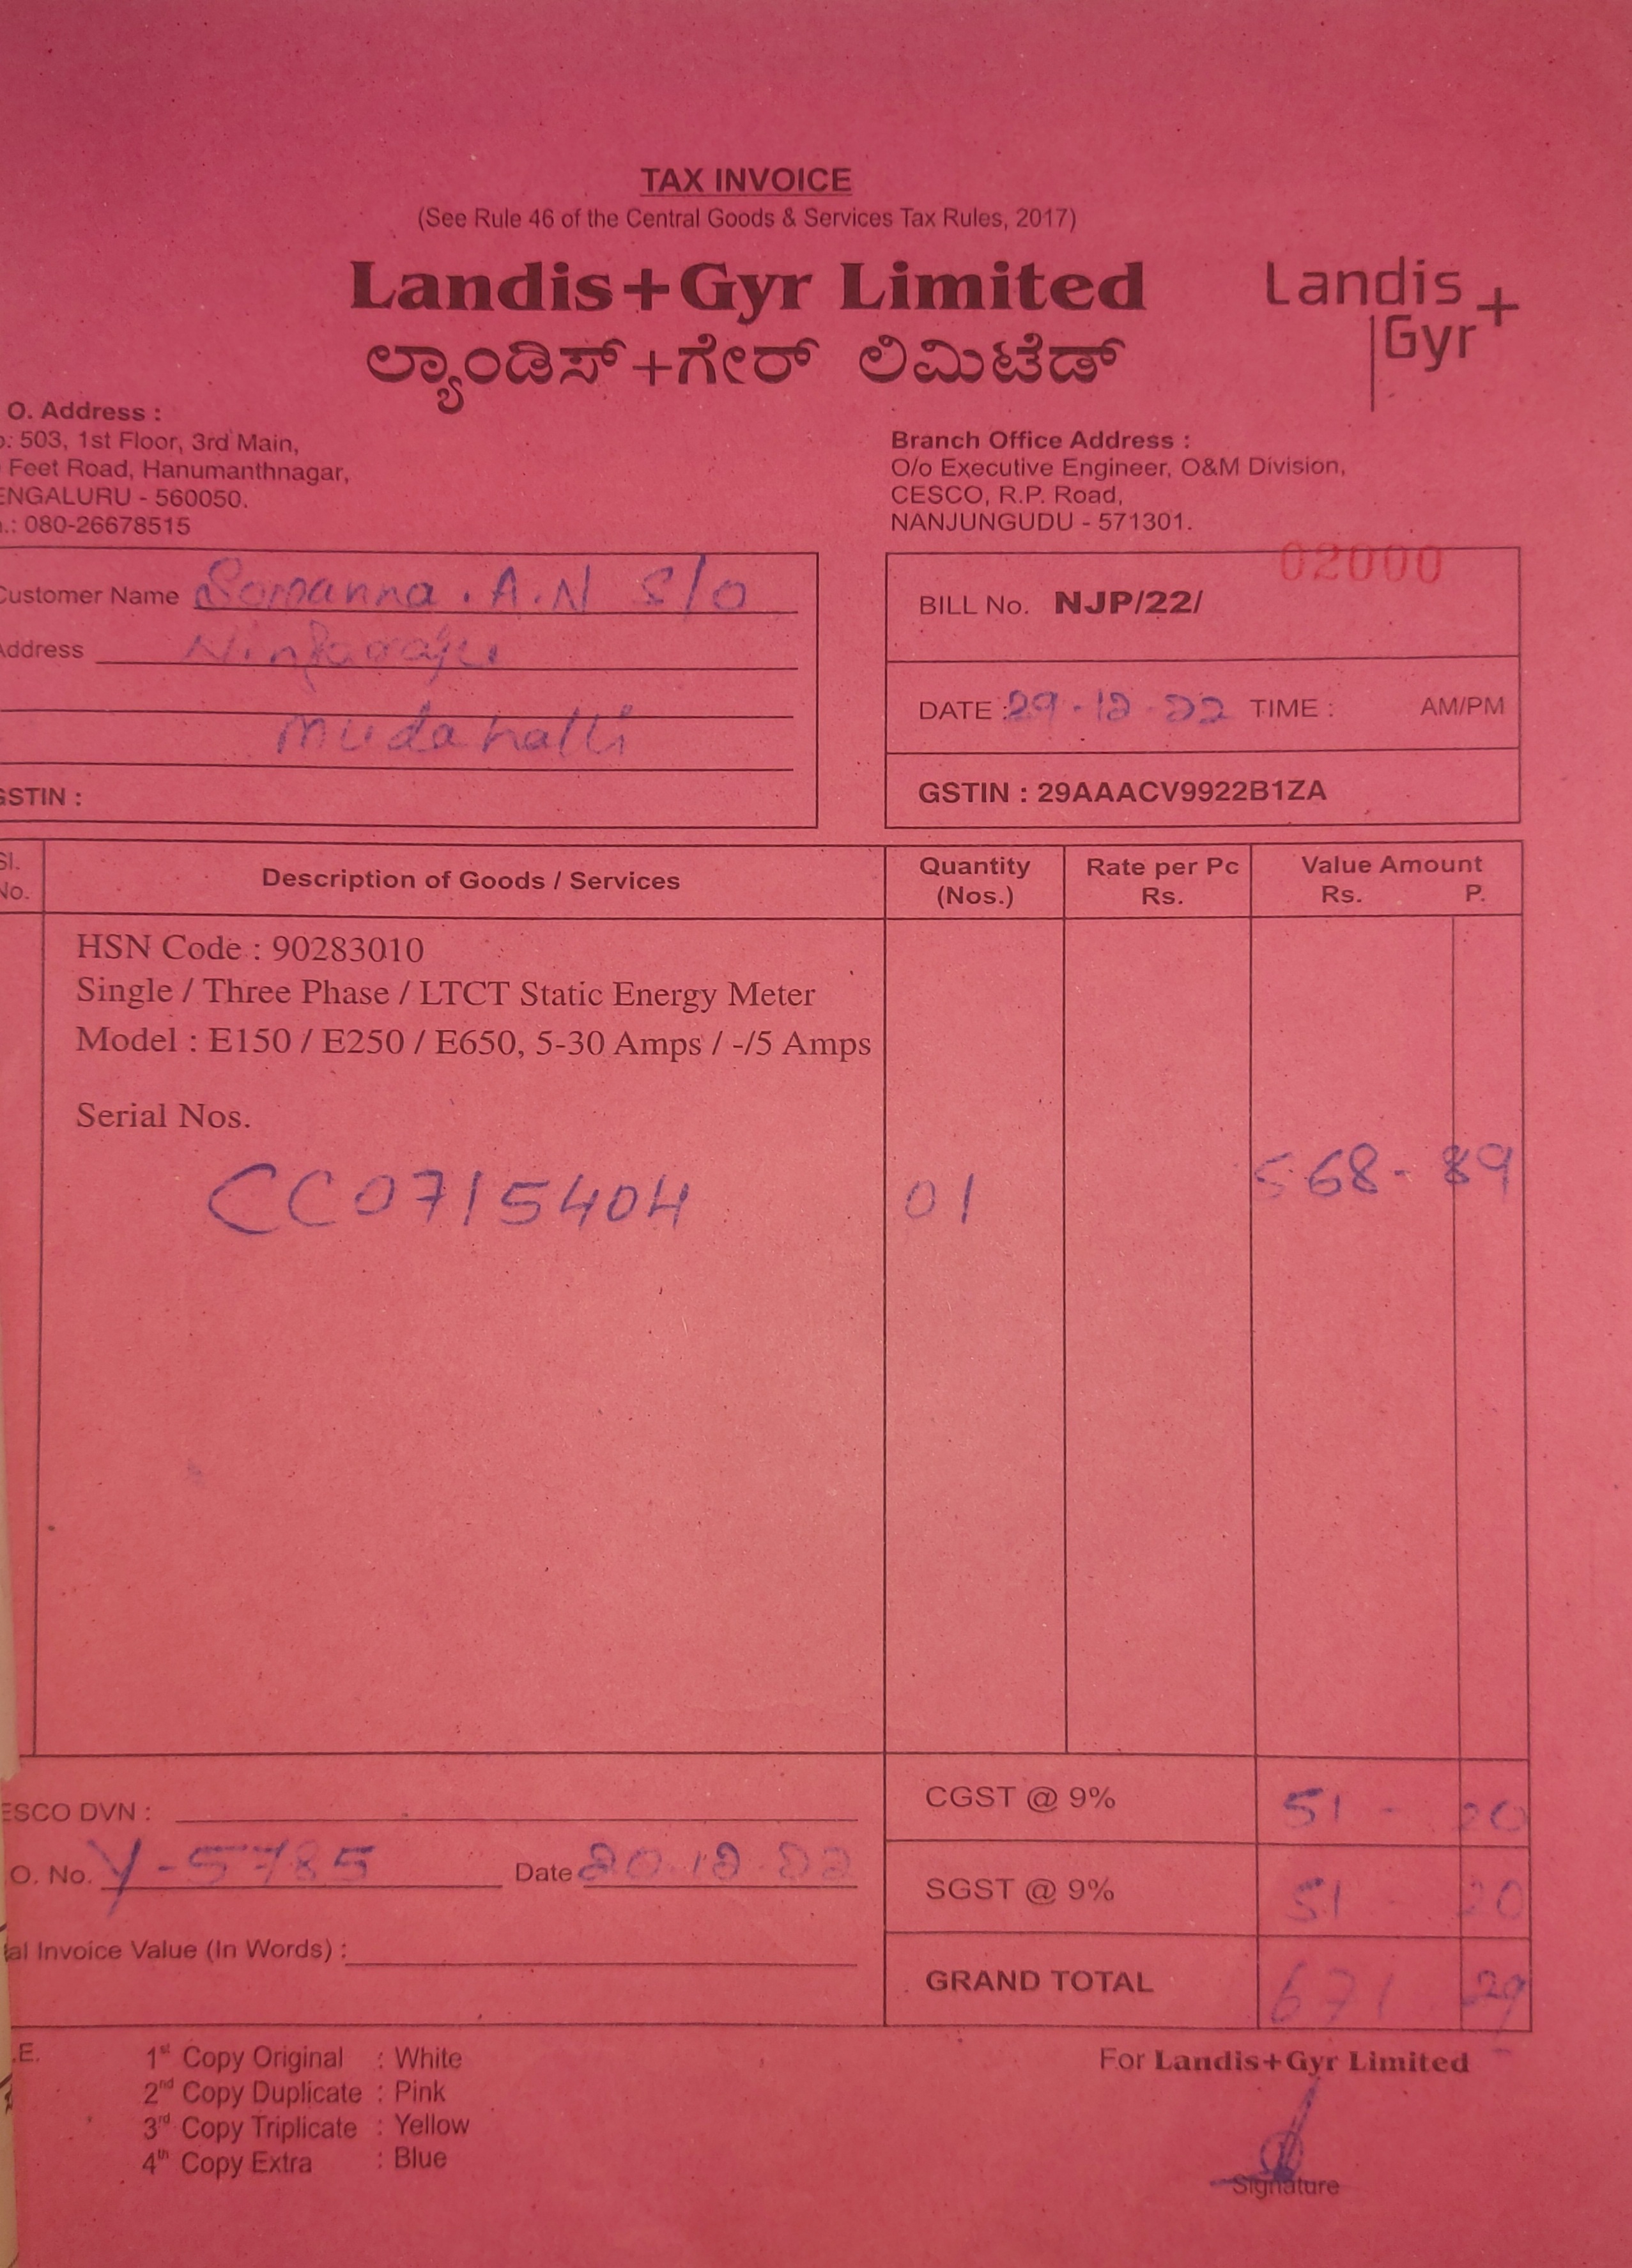 TAX INVOICE
(See Rule 46 of the Central Goods & Services Tax Rules, 2017)
Landis+Gyr Limited
ಲ್ಯಾಂಡಿಸ್+ಗೇರ್ ಲಿಮಿಟೆಡ್
Landis+
Gyr
O. Address :
503, 1st Floor, 3rd Main,
Feet Road, Hanumanthnagar,
ENGALURU - 560050.
.: 080-26678515
Branch Office Address :
O/o Executive Engineer, O&M Division,
CESCO, R.P. Road,
NANJUNGUDU - 571301.
Customer Name Somanna . A.N S/o
Address
Mudahalli
GSTIN :
02000
BILL No. NJP/22/
DATE : 29-12-22 TIME : AM/PM
GSTIN : 29AAACV9922B1ZA
Sl. No. Description of Goods / Services Quantity (Nos.) Rate per Pc Rs. Value Amount Rs. P.
HSN Code : 90283010
Single / Three Phase / LTCT Static Energy Meter
Model : E150 / E250 / E650, 5-30 Amps / -/5 Amps
Serial Nos.
CC0715404 01 568-89
ESCO DVN :
O. No. Y-5785 Date
al Invoice Value (In Words) :
CGST @ 9% 51 - 20
SGST @ 9% 51 - 20
GRAND TOTAL 671 29
.E.
1st Copy Original : White
2nd Copy Duplicate : Pink
3rd Copy Triplicate : Yellow
4th Copy Extra : Blue
For Landis+Gyr Limited
Signature